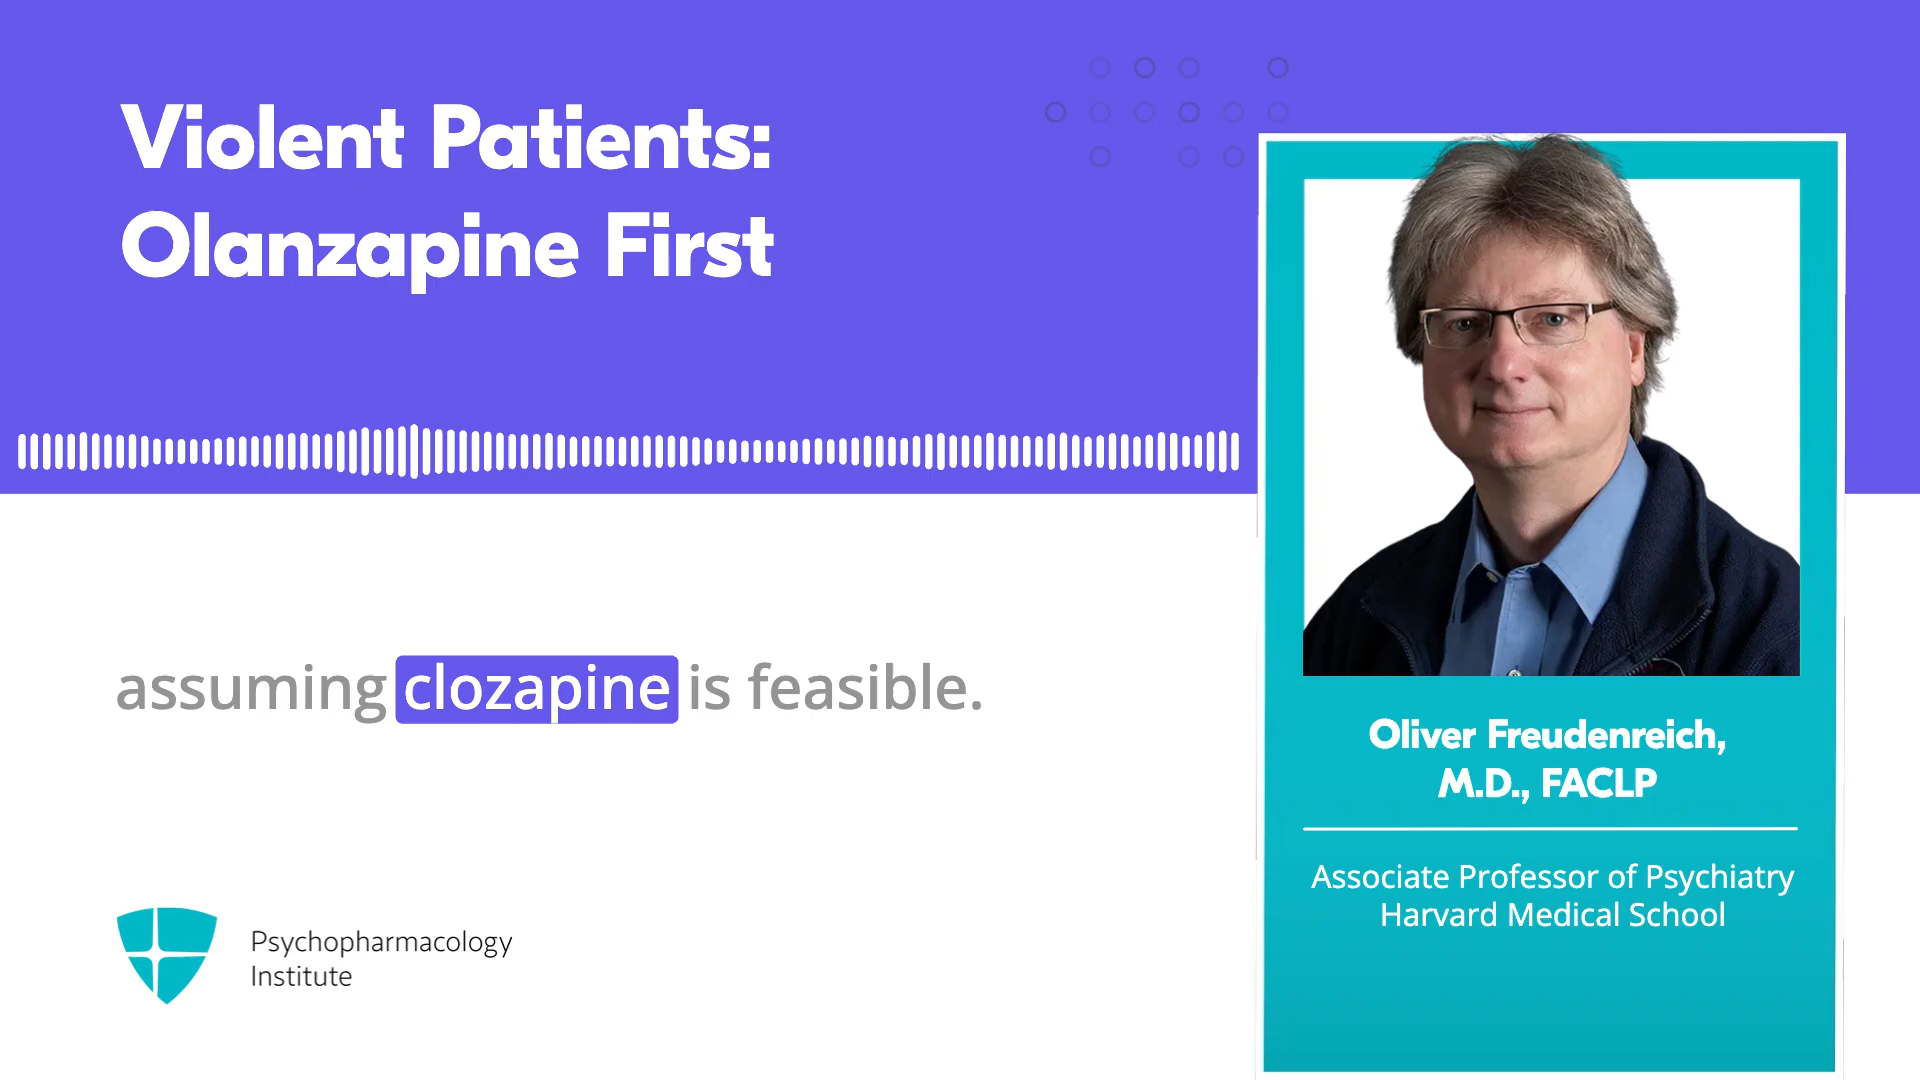 Violent Patients:
Olanzapine First
assuming clozapine is feasible.
Psychopharmacology
Institute
Oliver Freudenreich,
M.D., FACLP
Associate Professor of Psychiatry
Harvard Medical School